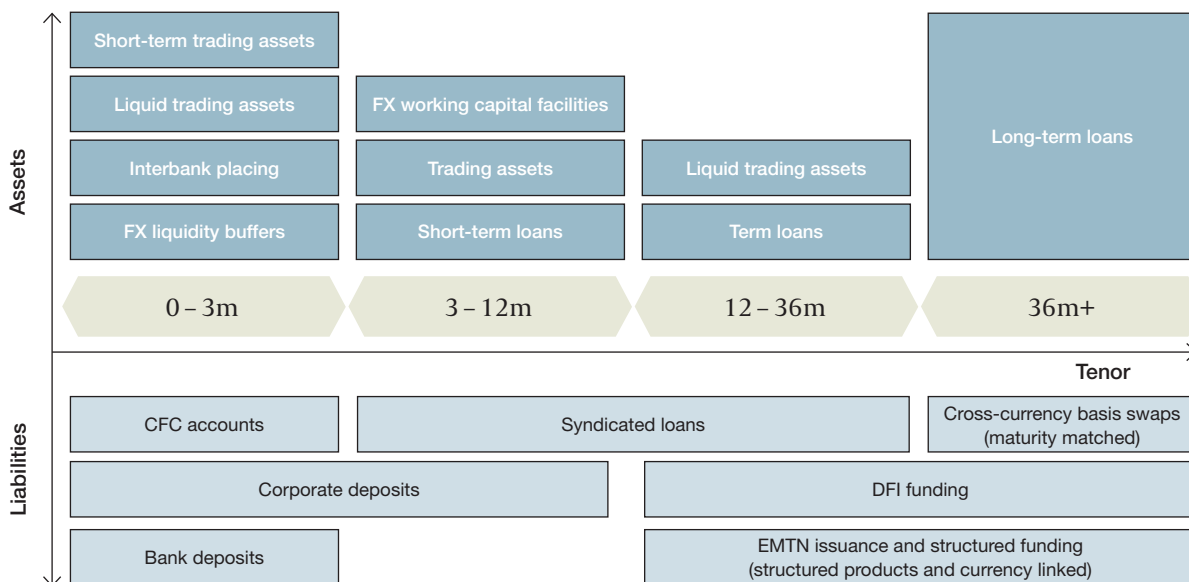 Assets
Short-term trading assets
Liquid trading assets
FX working capital facilities
Long-term loans
Interbank placing
Trading assets
Liquid trading assets
FX liquidity buffers
Short-term loans
Term loans
0 – 3m
3 – 12m
12 – 36m
36m+
Tenor
Liabilities
CFC accounts
Syndicated loans
Cross-currency basis swaps
(maturity matched)
Corporate deposits
DFI funding
Bank deposits
EMTN issuance and structured funding
(structured products and currency linked)